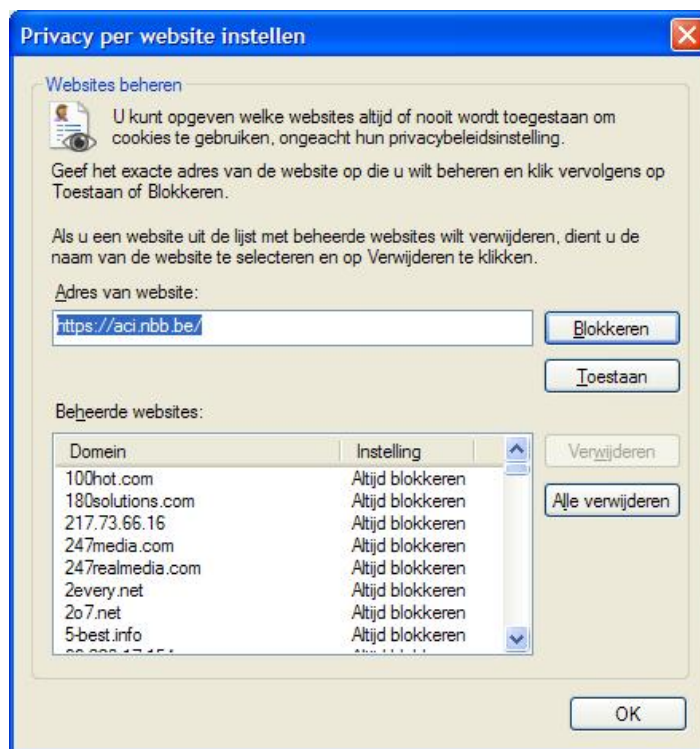 Privacy per website instellen
Websites beheren
U kunt opgeven welke websites altijd of nooit wordt toegestaan om
cookies te gebruiken, ongeacht hun privacybeleidsinstelling.
Geef het exacte adres van de website op die u wilt beheren en klik vervolgens op
Toestaan of Blokkeren.
Als u een website uit de lijst met beheerde websites wilt verwijderen, dient u de
naam van de website te selecteren en op Verwijderen te klikken.
Adres van website:
https://aci.nbb.be/
Blokkeren
Toestaan
Beheerde websites:
Domein Instelling
Verwijderen
100hot.com Altijd blokkeren
180solutions.com Altijd blokkeren
Alle verwijderen
217.73.66.16 Altijd blokkeren
247media.com Altijd blokkeren
247realmedia.com Altijd blokkeren
2every.net Altijd blokkeren
2o7.net Altijd blokkeren
5-best.info Altijd blokkeren
OK